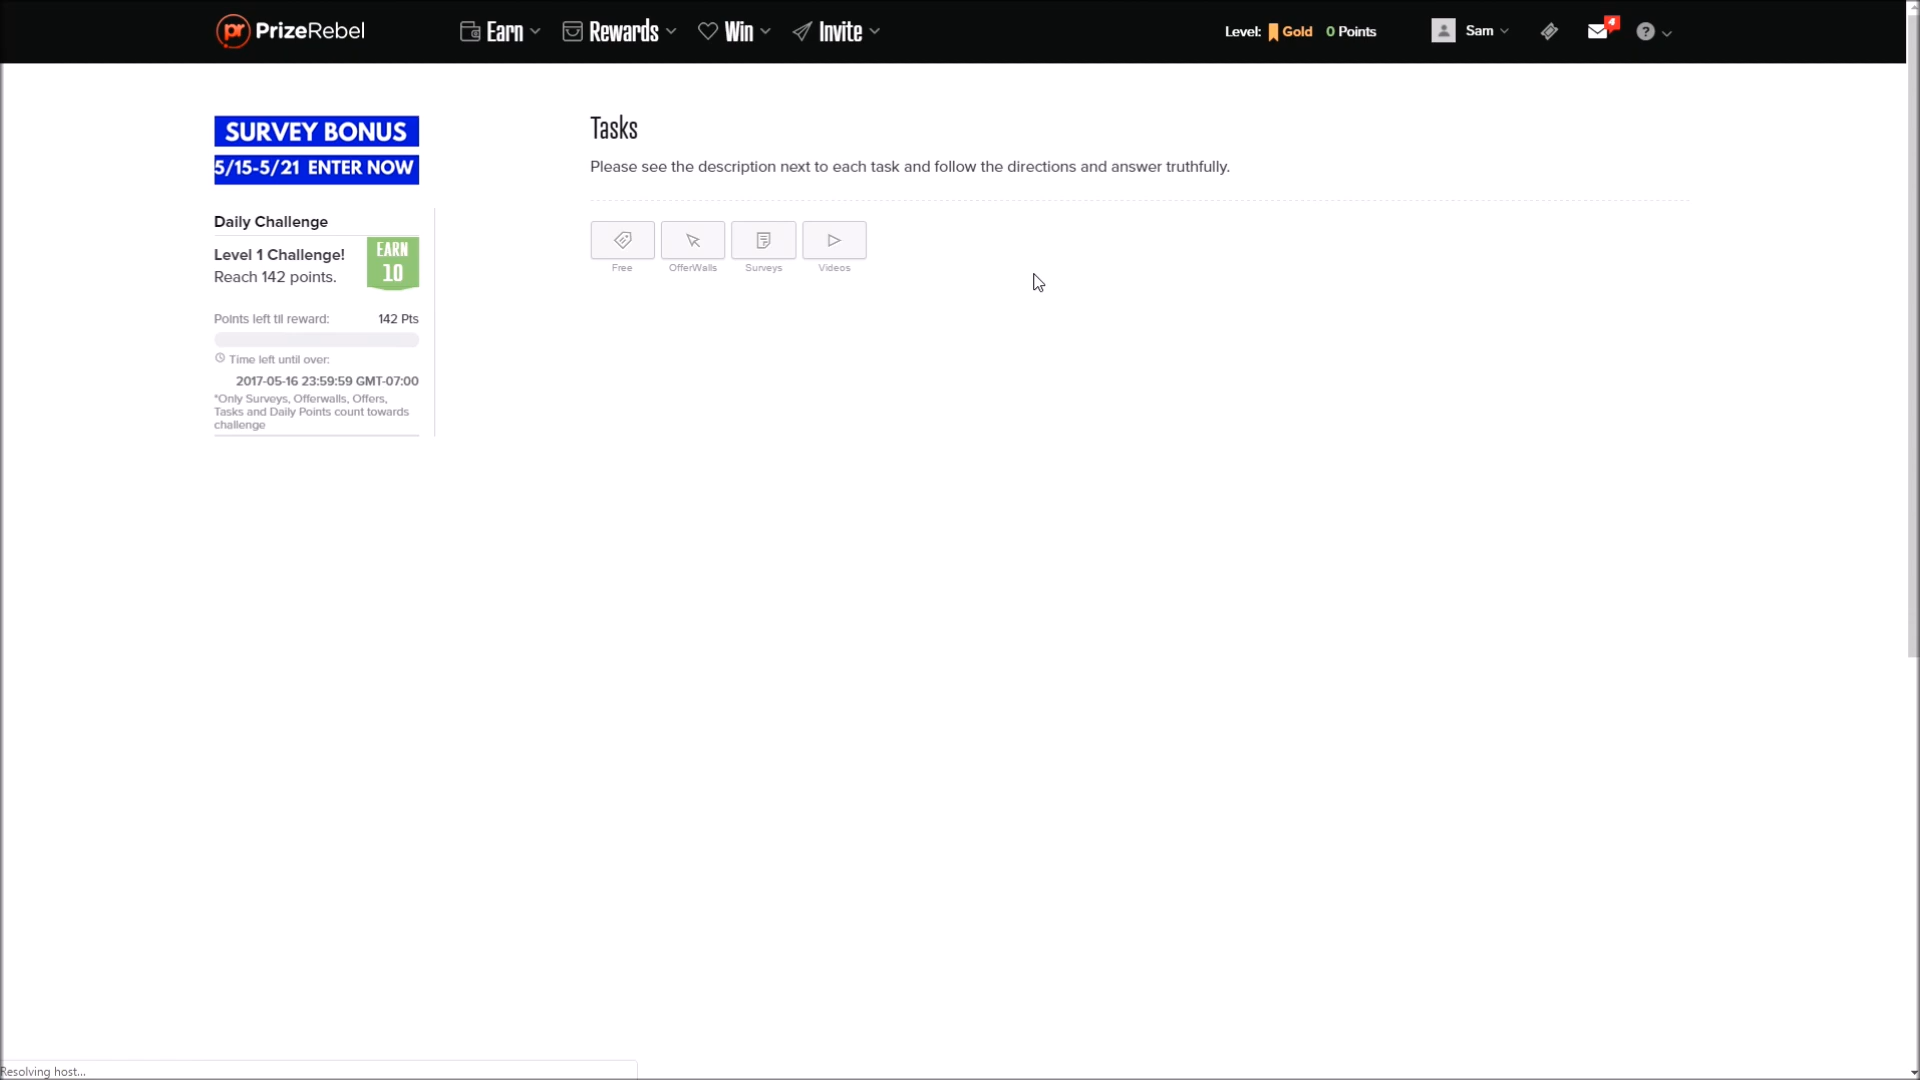 pr PrizeRebel
Earn
Rewards
Win
Invite
Level: Gold 0 Points
Sam
4
?
SURVEY BONUS
5/15-5/21 ENTER NOW
Daily Challenge
Level 1 Challenge!
Reach 142 points.
EARN
10
Points left til reward: 142 Pts
Time left until over:
2017-05-16 23:59:59 GMT-07:00
*Only Surveys, Offerwalls, Offers,
Tasks and Daily Points count towards
challenge
Tasks
Please see the description next to each task and follow the directions and answer truthfully.
Free
OfferWalls
Surveys
Videos
Resolving host...